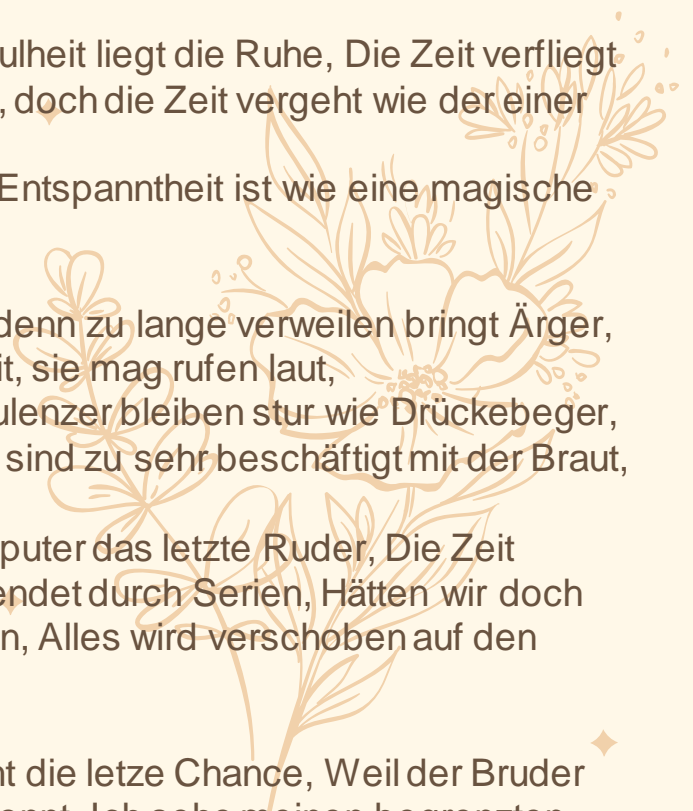 ulheit liegt die Ruhe, Die Zeit verfliegt
, doch die Zeit vergeht wie der einer
Entspanntheit ist wie eine magische
denn zu lange verweilen bringt Ärger,
it, sie mag rufen laut,
ulenzer bleiben stur wie Drückebeger,
sind zu sehr beschäftigt mit der Braut,
puter das letzte Ruder, Die Zeit
endet durch Serien, Hätten wir doch
n, Alles wird verschoben auf den
nt die letze Chance, Weil der Bruder